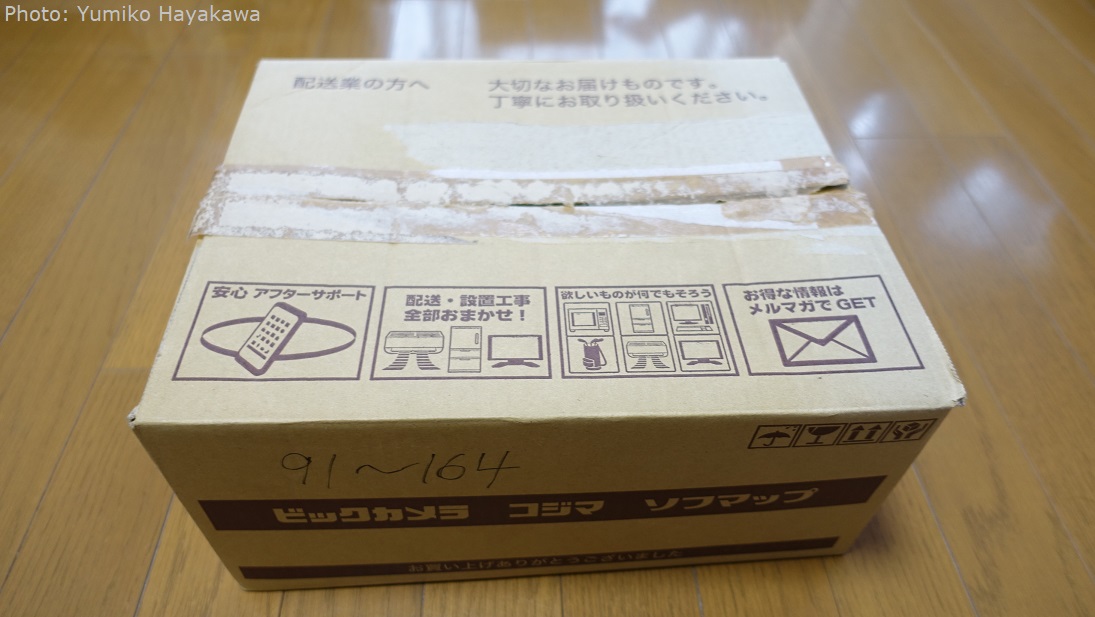 Photo: Yumiko Hayakawa
配送業の方へ
大切なお届けものです。
丁寧にお取り扱いください。
安心 アフターサポート
配送・設置工事
全部おまかせ！
欲しいものが何でもそろう
お得な情報は
メルマガでGET
91～164
ビックカメラ コジマ ソフマップ
お買い上げありがとうございました